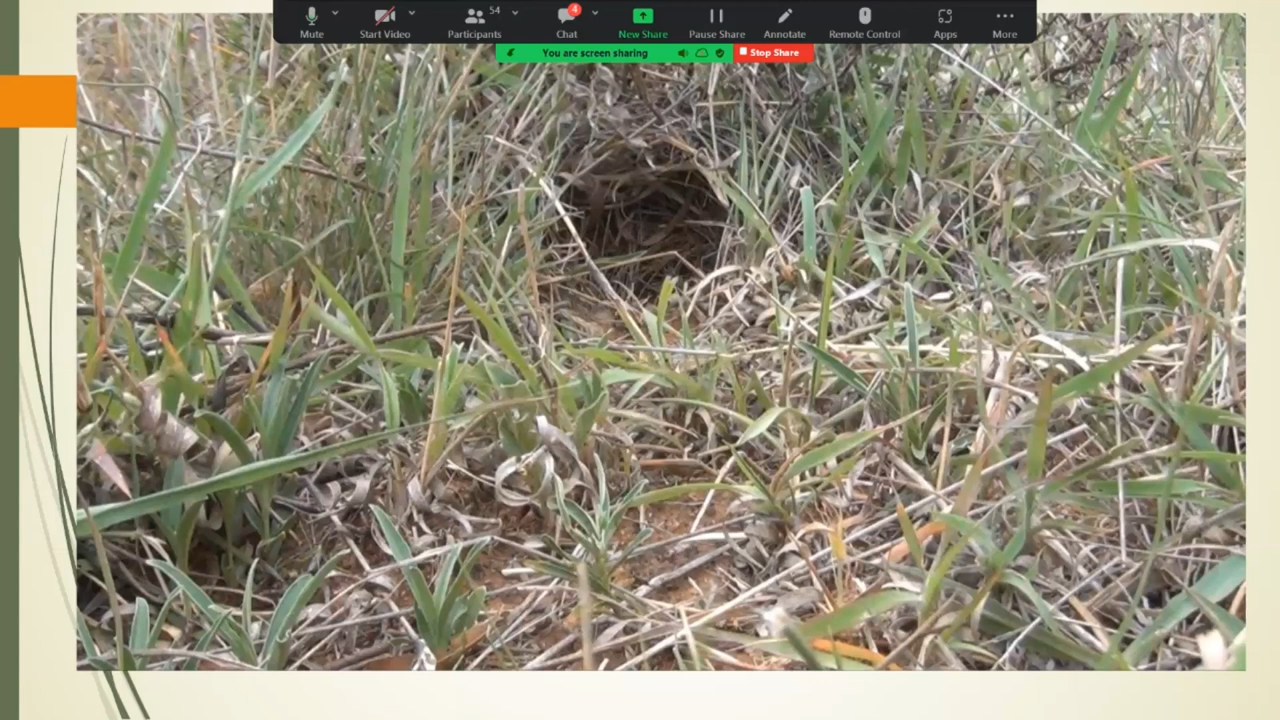 54
4
Mute
Start Video
Participants
Chat
New Share
Pause Share
Annotate
Remote Control
Apps
More
You are screen sharing
Stop Share